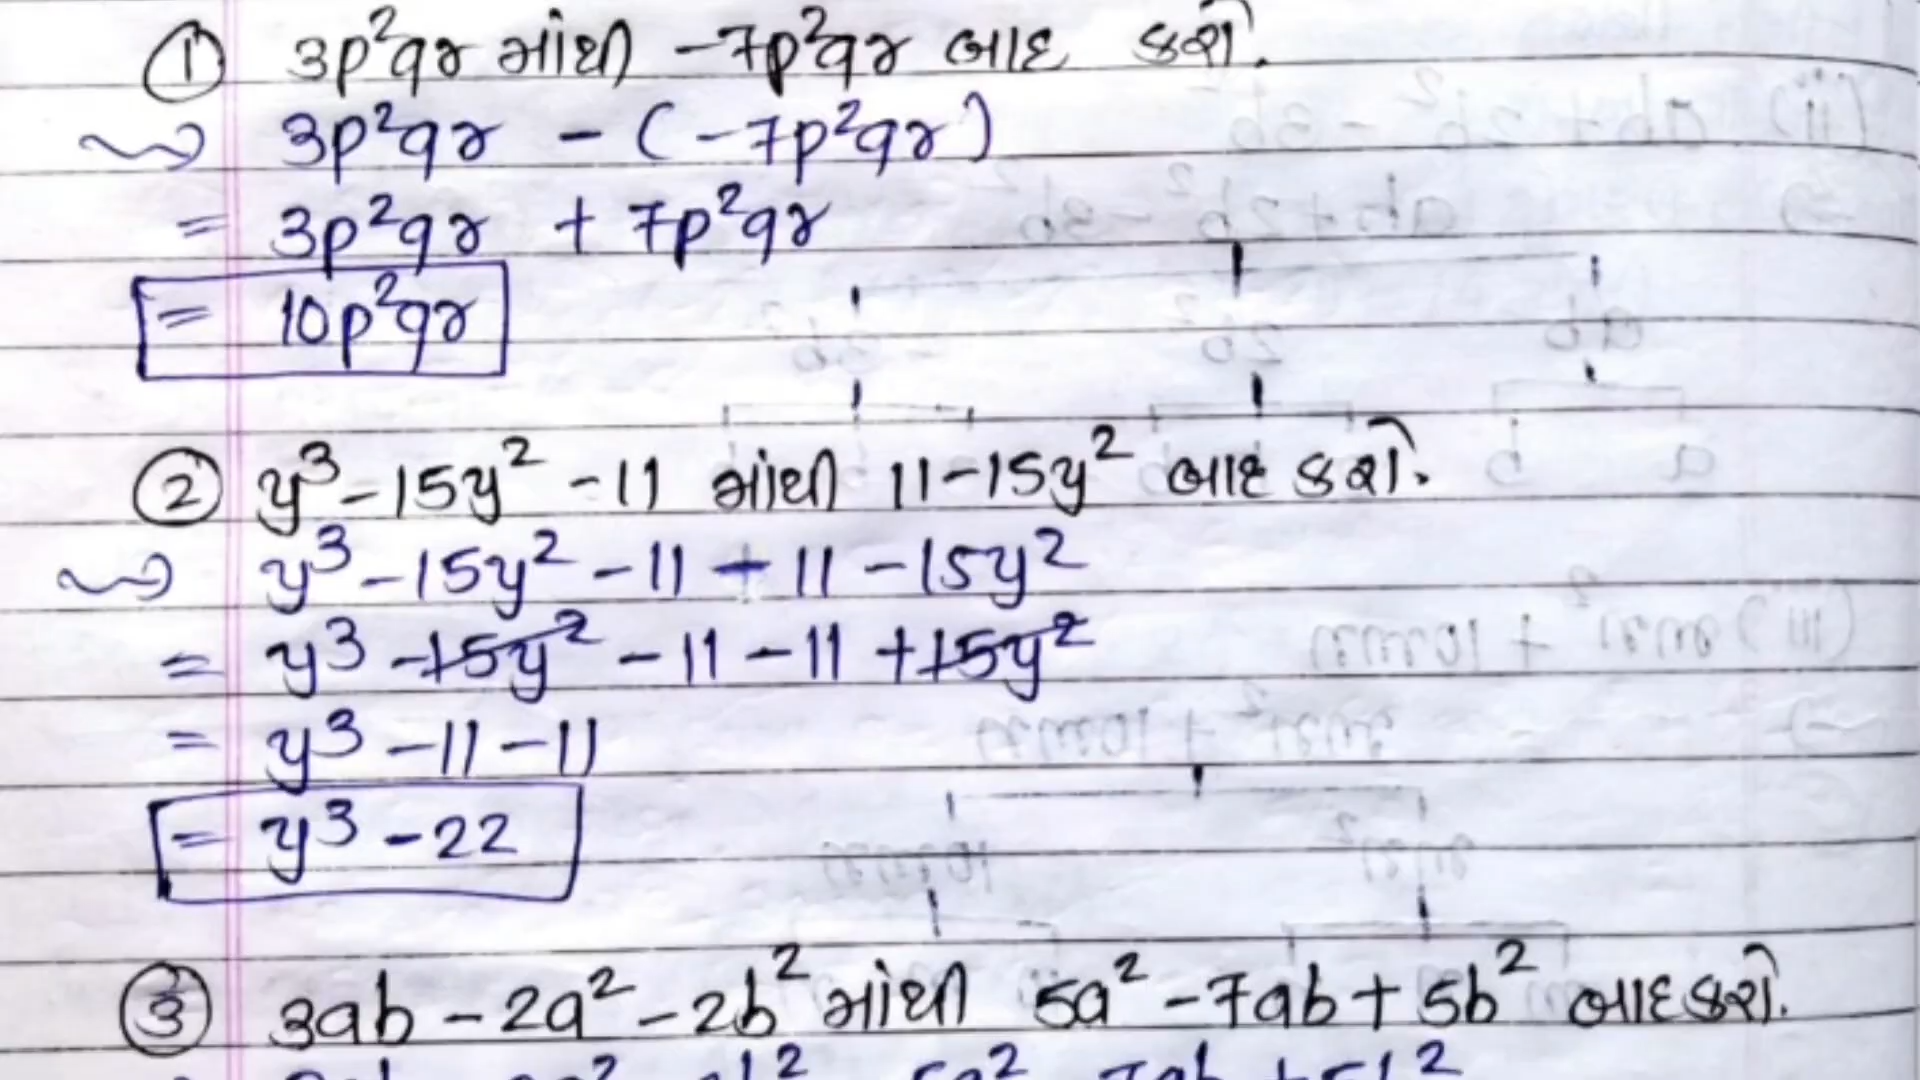 ① 3p²qr માંથી -7p²qr બાદ કરો.
3p²qr - (-7p²qr)
= 3p²qr + 7p²qr
= 10p²qr
② y³-15y² -11 માંથી 11-15y² બાદ કરો.
y³-15y²-11 - 11-15y²
= y³ -15y² -11 -11 +15y²
= y³ -11 -11
= y³ -22
③ 3ab - 2a² - 2b² માંથી 5a² -7ab + 5b² બાદ કરો.